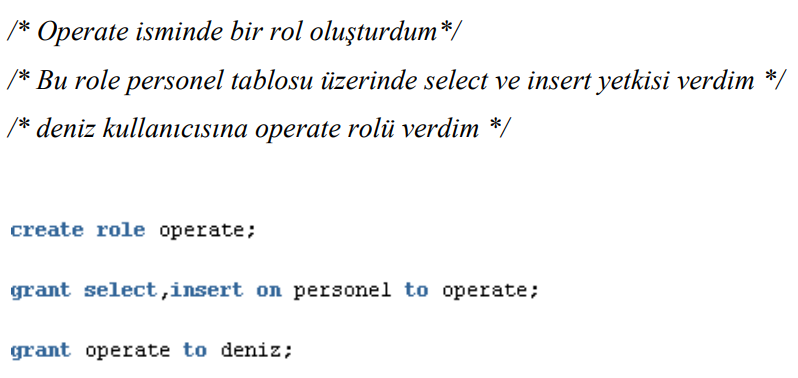 /* Operate isminde bir rol oluşturdum*/
/* Bu role personel tablosu üzerinde select ve insert yetkisi verdim */
/* deniz kullanıcısına operate rolü verdim */
create role operate;
grant select,insert on personel to operate;
grant operate to deniz;